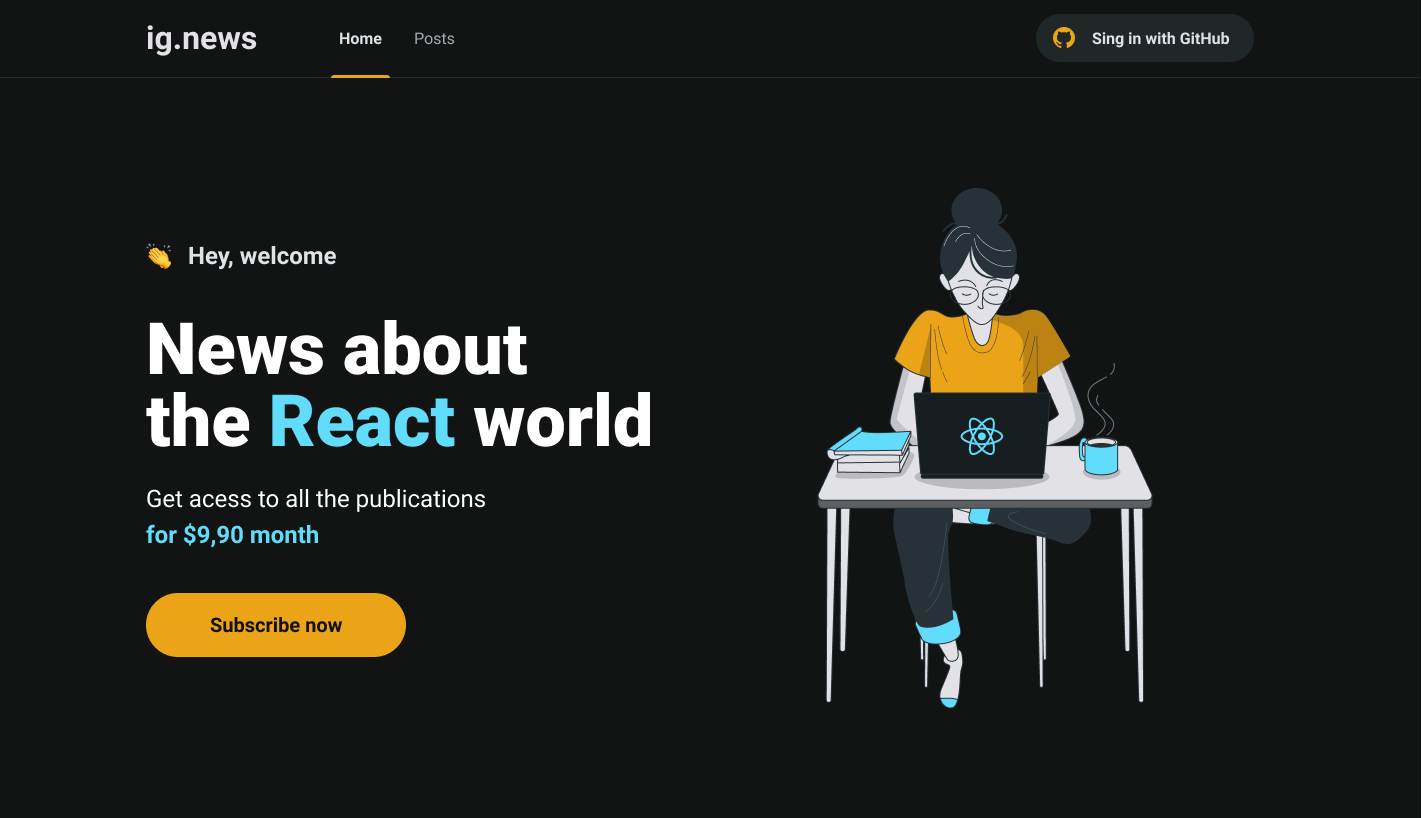 ig.news
Home
Posts
Sing in with GitHub
👏 Hey, welcome
News about
the React world
Get acess to all the publications
for $9,90 month
Subscribe now